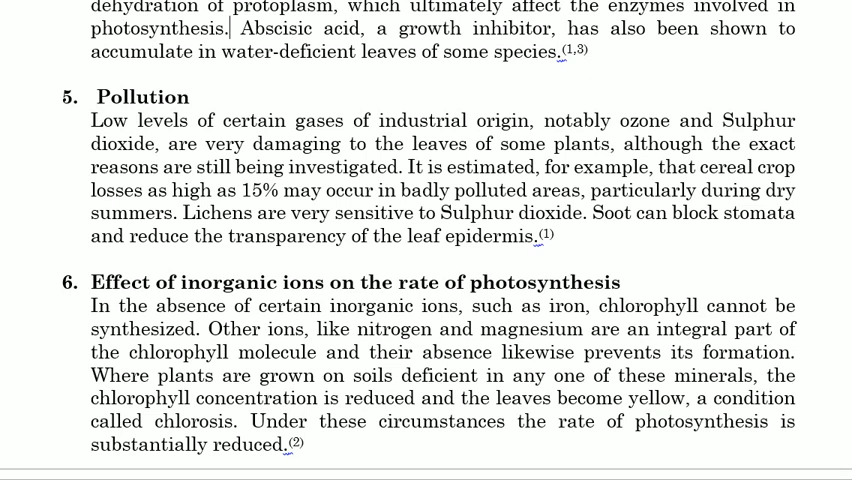 dehydration of protoplasm, which ultimately affect the enzymes involved in
photosynthesis. Abscisic acid, a growth inhibitor, has also been shown to
accumulate in water-deficient leaves of some species.(1,3)
5. Pollution
Low levels of certain gases of industrial origin, notably ozone and Sulphur
dioxide, are very damaging to the leaves of some plants, although the exact
reasons are still being investigated. It is estimated, for example, that cereal crop
losses as high as 15% may occur in badly polluted areas, particularly during dry
summers. Lichens are very sensitive to Sulphur dioxide. Soot can block stomata
and reduce the transparency of the leaf epidermis.(1)
6. Effect of inorganic ions on the rate of photosynthesis
In the absence of certain inorganic ions, such as iron, chlorophyll cannot be
synthesized. Other ions, like nitrogen and magnesium are an integral part of
the chlorophyll molecule and their absence likewise prevents its formation.
Where plants are grown on soils deficient in any one of these minerals, the
chlorophyll concentration is reduced and the leaves become yellow, a condition
called chlorosis. Under these circumstances the rate of photosynthesis is
substantially reduced.(2)